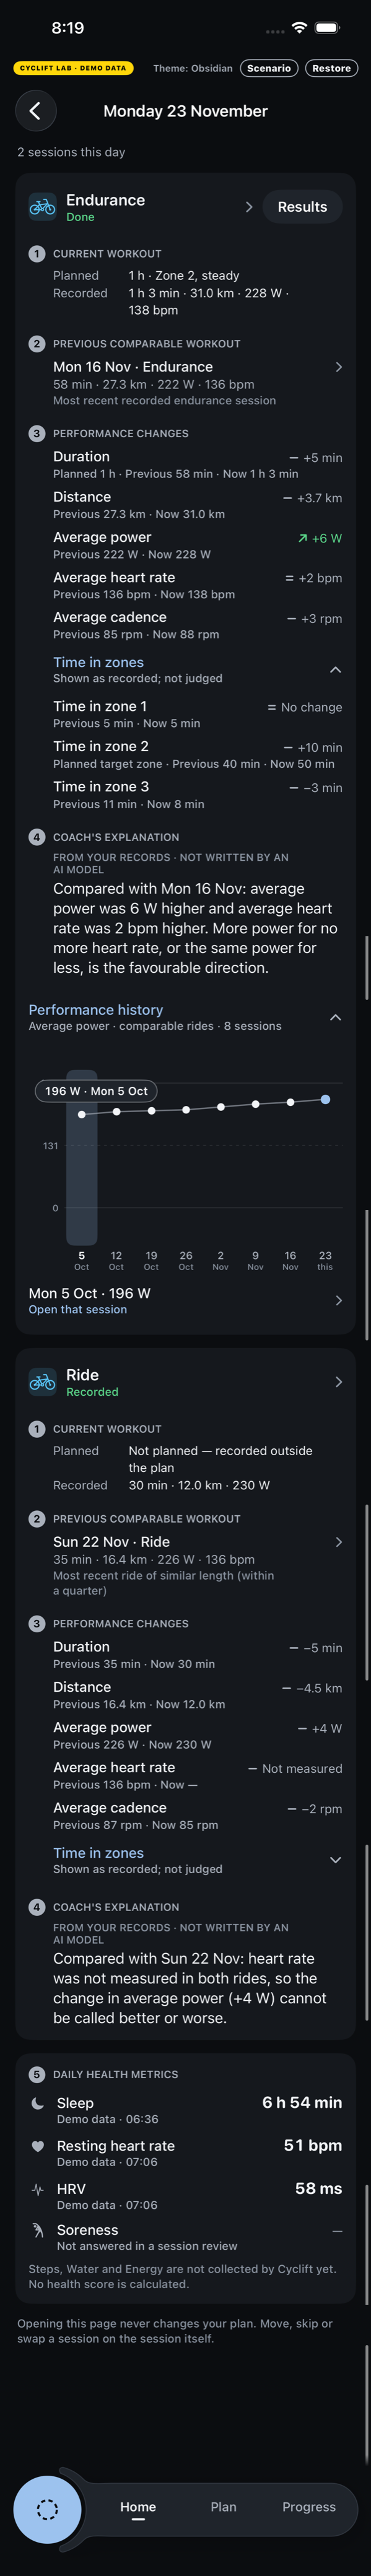 8:19
CYCLIFT LAB · DEMO DATA
Theme: Obsidian
Scenario
Restore
Monday 23 November
2 sessions this day
Endurance
Done
Results
1 CURRENT WORKOUT
Planned 1 h · Zone 2, steady
Recorded 1 h 3 min · 31.0 km · 228 W ·
138 bpm
2 PREVIOUS COMPARABLE WORKOUT
Mon 16 Nov · Endurance
58 min · 27.3 km · 222 W · 136 bpm
Most recent recorded endurance session
3 PERFORMANCE CHANGES
Duration — +5 min
Planned 1 h · Previous 58 min · Now 1 h 3 min
Distance — +3.7 km
Previous 27.3 km · Now 31.0 km
Average power ↗ +6 W
Previous 222 W · Now 228 W
Average heart rate = +2 bpm
Previous 136 bpm · Now 138 bpm
Average cadence — +3 rpm
Previous 85 rpm · Now 88 rpm
Time in zones
Shown as recorded; not judged
Time in zone 1 = No change
Previous 5 min · Now 5 min
Time in zone 2 — +10 min
Planned target zone · Previous 40 min · Now 50 min
Time in zone 3 — −3 min
Previous 11 min · Now 8 min
4 COACH'S EXPLANATION
FROM YOUR RECORDS · NOT WRITTEN BY AN
AI MODEL
Compared with Mon 16 Nov: average
power was 6 W higher and average heart
rate was 2 bpm higher. More power for no
more heart rate, or the same power for
less, is the favourable direction.
Performance history
Average power · comparable rides · 8 sessions
196 W · Mon 5 Oct
131
0
5 12 19 26 2 9 16 23
Oct Oct Oct Oct Nov Nov Nov this
Mon 5 Oct · 196 W
Open that session
Ride
Recorded
1 CURRENT WORKOUT
Planned Not planned — recorded outside
the plan
Recorded 30 min · 12.0 km · 230 W
2 PREVIOUS COMPARABLE WORKOUT
Sun 22 Nov · Ride
35 min · 16.4 km · 226 W · 136 bpm
Most recent ride of similar length (within
a quarter)
3 PERFORMANCE CHANGES
Duration — −5 min
Previous 35 min · Now 30 min
Distance — −4.5 km
Previous 16.4 km · Now 12.0 km
Average power — +4 W
Previous 226 W · Now 230 W
Average heart rate — Not measured
Previous 136 bpm · Now —
Average cadence — −2 rpm
Previous 87 rpm · Now 85 rpm
Time in zones
Shown as recorded; not judged
4 COACH'S EXPLANATION
FROM YOUR RECORDS · NOT WRITTEN BY AN
AI MODEL
Compared with Sun 22 Nov: heart rate
was not measured in both rides, so the
change in average power (+4 W) cannot
be called better or worse.
5 DAILY HEALTH METRICS
Sleep 6 h 54 min
Demo data · 06:36
Resting heart rate 51 bpm
Demo data · 07:06
HRV 58 ms
Demo data · 07:06
Soreness —
Not answered in a session review
Steps, Water and Energy are not collected by Cyclift yet.
No health score is calculated.
Opening this page never changes your plan. Move, skip or
swap a session on the session itself.
Home Plan Progress